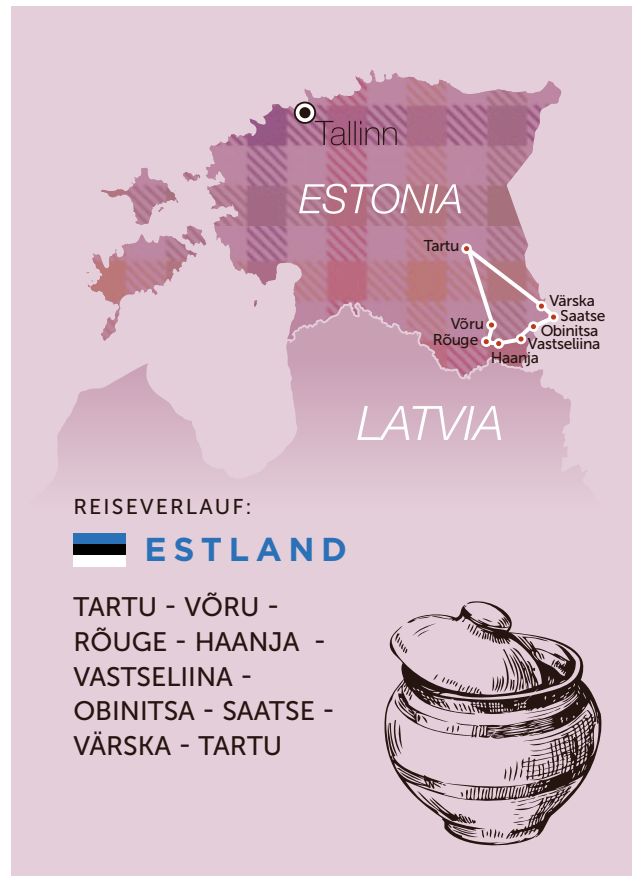 Tallinn
ESTONIA
Tartu
Värska
Saatse
Võru
Obinitsa
Rõuge
Vastseliina
Haanja
LATVIA
REISEVERLAUF:
ESTLAND
TARTU - VÕRU -
RÕUGE - HAANJA -
VASTSELIINA -
OBINITSA - SAATSE -
VÄRSKA - TARTU